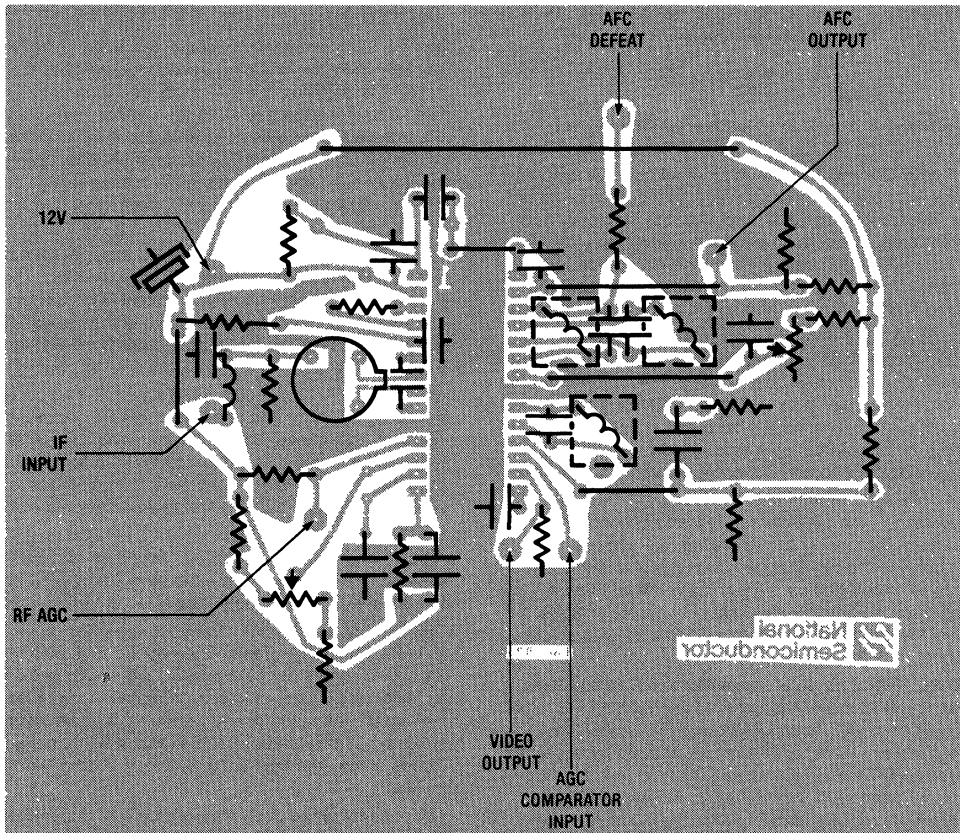 AFC
DEFEAT
AFC
OUTPUT
12V
IF
INPUT
RF AGC
National
Semiconductor
VIDEO
OUTPUT
AGC
COMPARATOR
INPUT